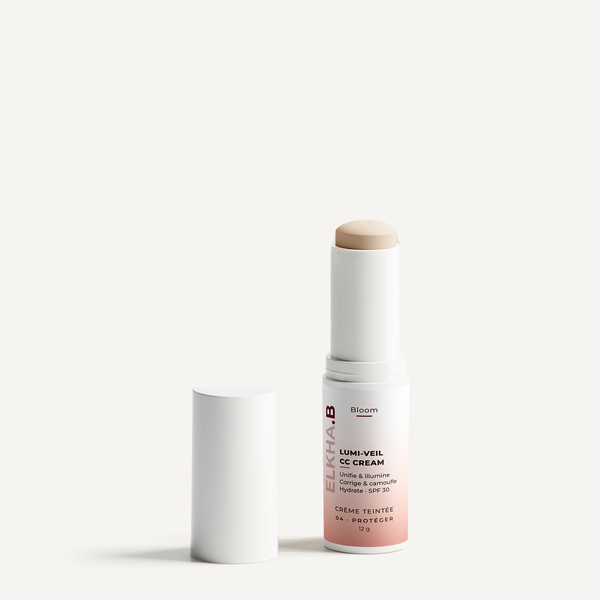 Bloom
ELKHA.B
LUMI-VEIL
CC CREAM
Unifie & illumine
Corrige & camoufle
Hydrate · SPF 30
CRÈME TEINTÉE
04 · PROTÉGER
12 g